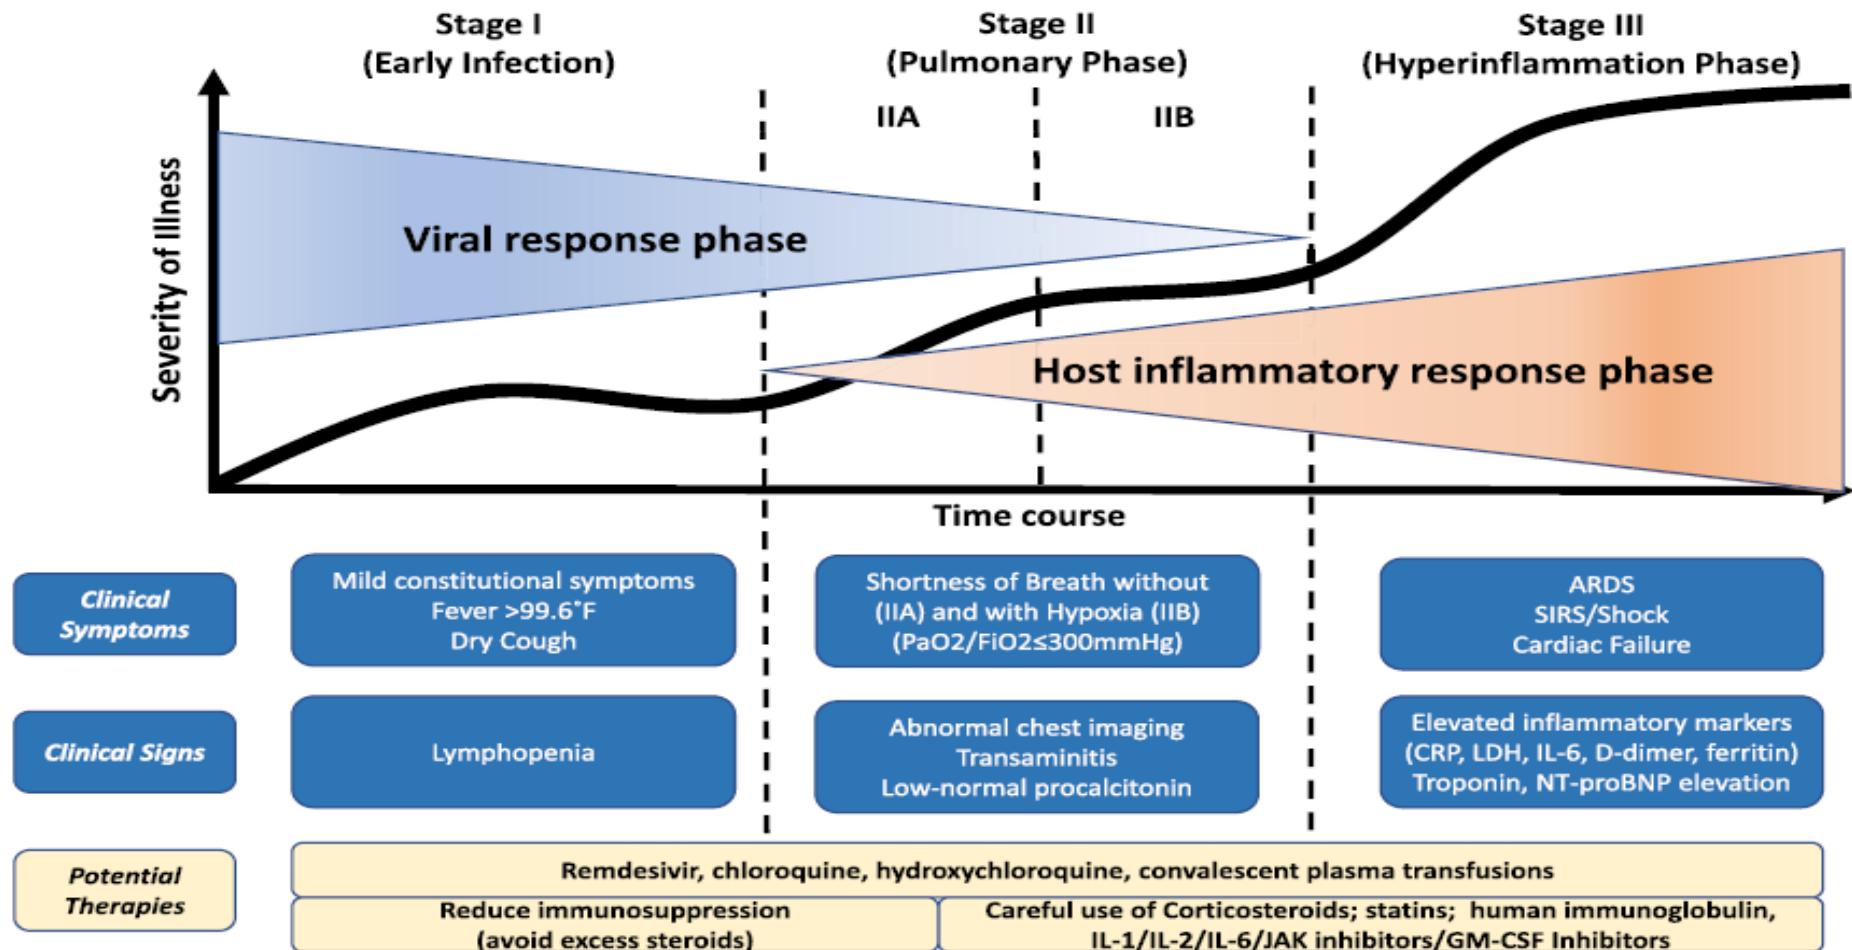 Stage I
(Early Infection)
Stage II
(Pulmonary Phase)
Stage III
(Hyperinflammation Phase)
IIA
IIB
Severity of Illness
Viral response phase
Host inflammatory response phase
Time course
Clinical
Symptoms
Mild constitutional symptoms
Fever >99.6°F
Dry Cough
Shortness of Breath without
(IIA) and with Hypoxia (IIB)
(PaO2/FiO2≤300mmHg)
ARDS
SIRS/Shock
Cardiac Failure
Clinical Signs
Lymphopenia
Abnormal chest imaging
Transaminitis
Low-normal procalcitonin
Elevated inflammatory markers
(CRP, LDH, IL-6, D-dimer, ferritin)
Troponin, NT-proBNP elevation
Potential
Therapies
Remdesivir, chloroquine, hydroxychloroquine, convalescent plasma transfusions
Reduce immunosuppression
(avoid excess steroids)
Careful use of Corticosteroids; statins; human immunoglobulin,
IL-1/IL-2/IL-6/JAK inhibitors/GM-CSF Inhibitors